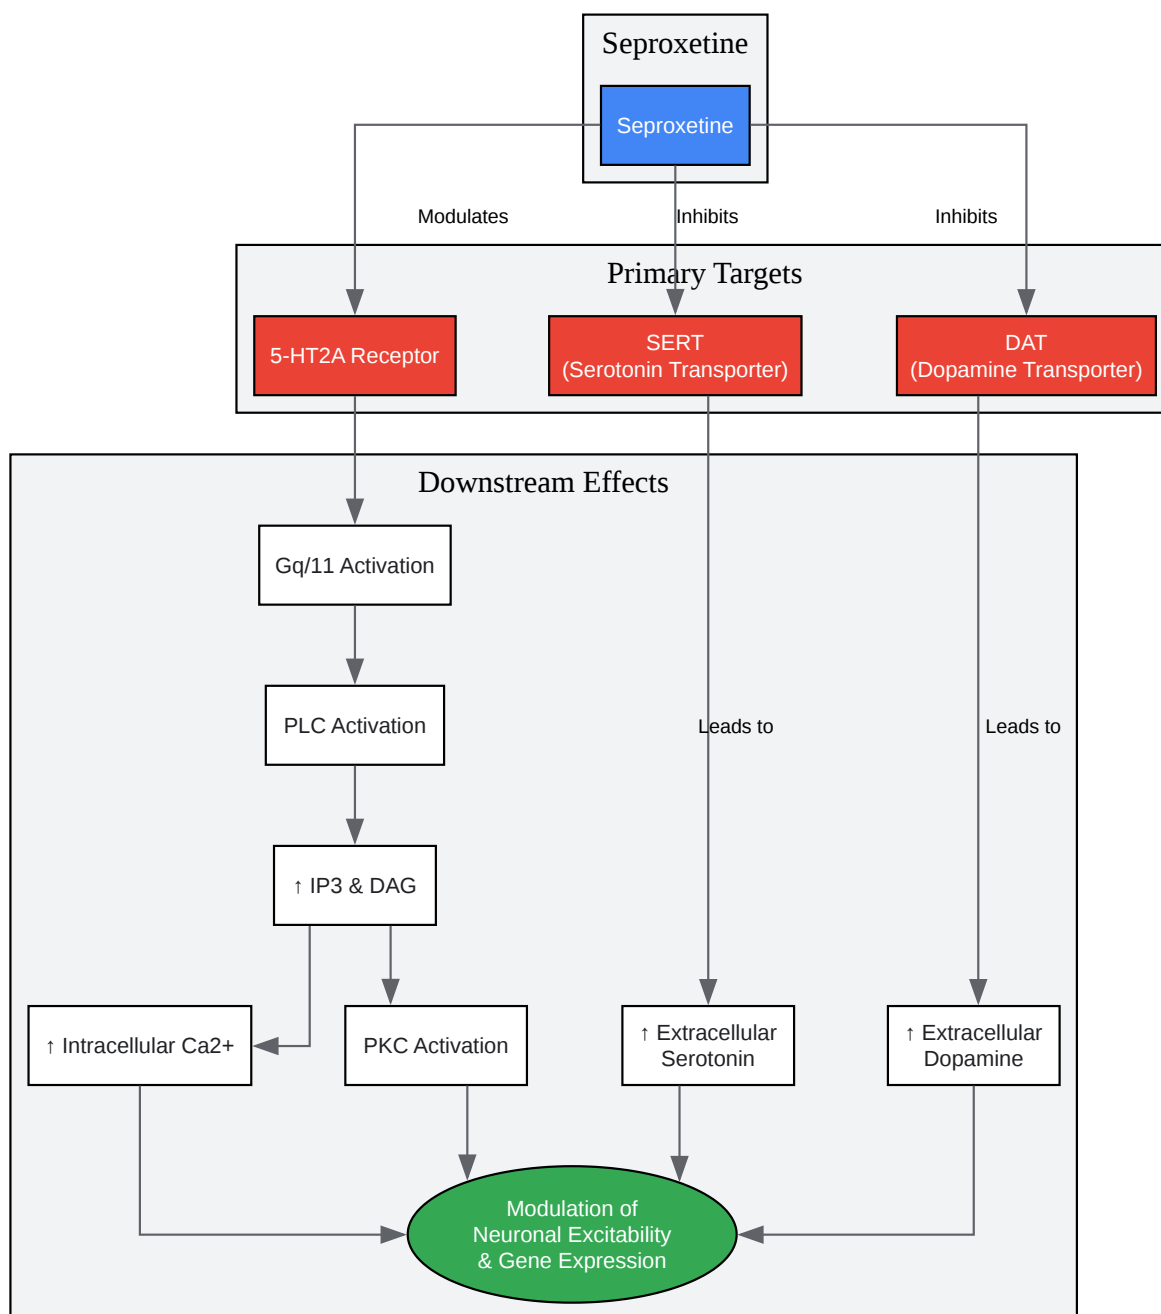 Seproxetine
Seproxetine
Modulates
Inhibits
Inhibits
Primary Targets
5-HT2A Receptor
SERT
(Serotonin Transporter)
DAT
(Dopamine Transporter)
Downstream Effects
Gq/11 Activation
PLC Activation
Leads to
Leads to
↑ IP3 & DAG
↑ Intracellular Ca2+
PKC Activation
↑ Extracellular
Serotonin
↑ Extracellular
Dopamine
Modulation of
Neuronal Excitability
& Gene Expression